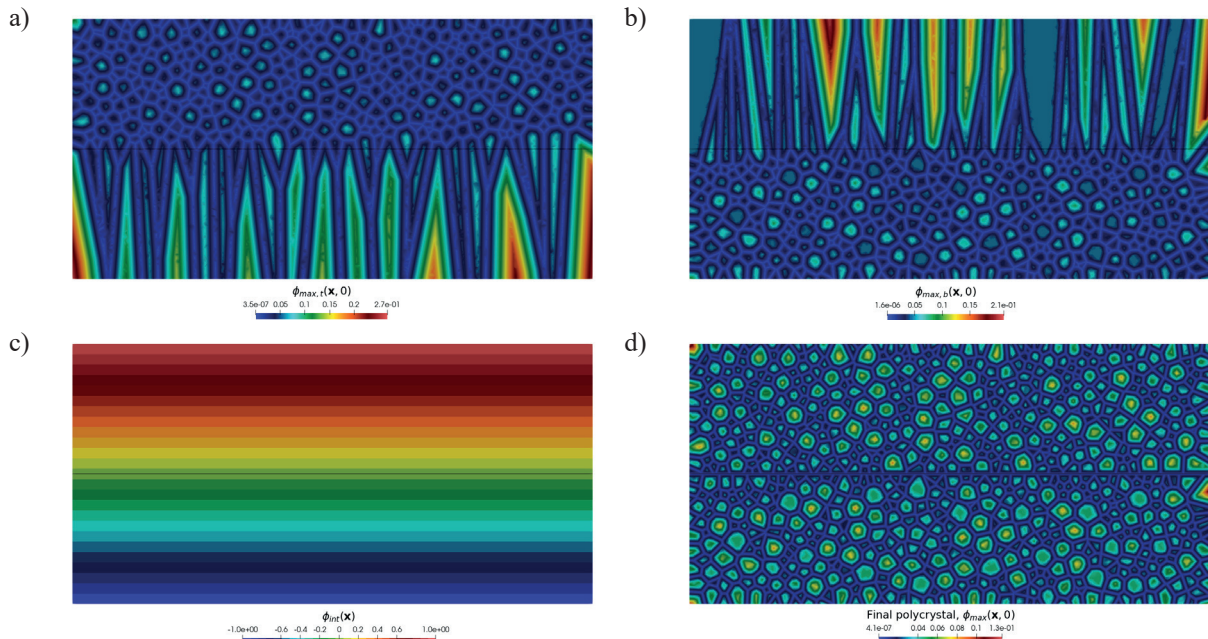 a)
b)
ϕmax,t(x, 0)
3.5e-07 0.05 0.1 0.15 0.2 2.7e-01
ϕmax,b(x, 0)
1.6e-06 0.05 0.1 0.15 2.1e-01
c)
d)
ϕint(x)
-1.0e+00 -0.6 -0.4 -0.2 0 0.2 0.4 0.6 1.0e+00
Final polycrystal, ϕmax(x, 0)
4.1e-07 0.04 0.06 0.08 0.1 1.3e-01